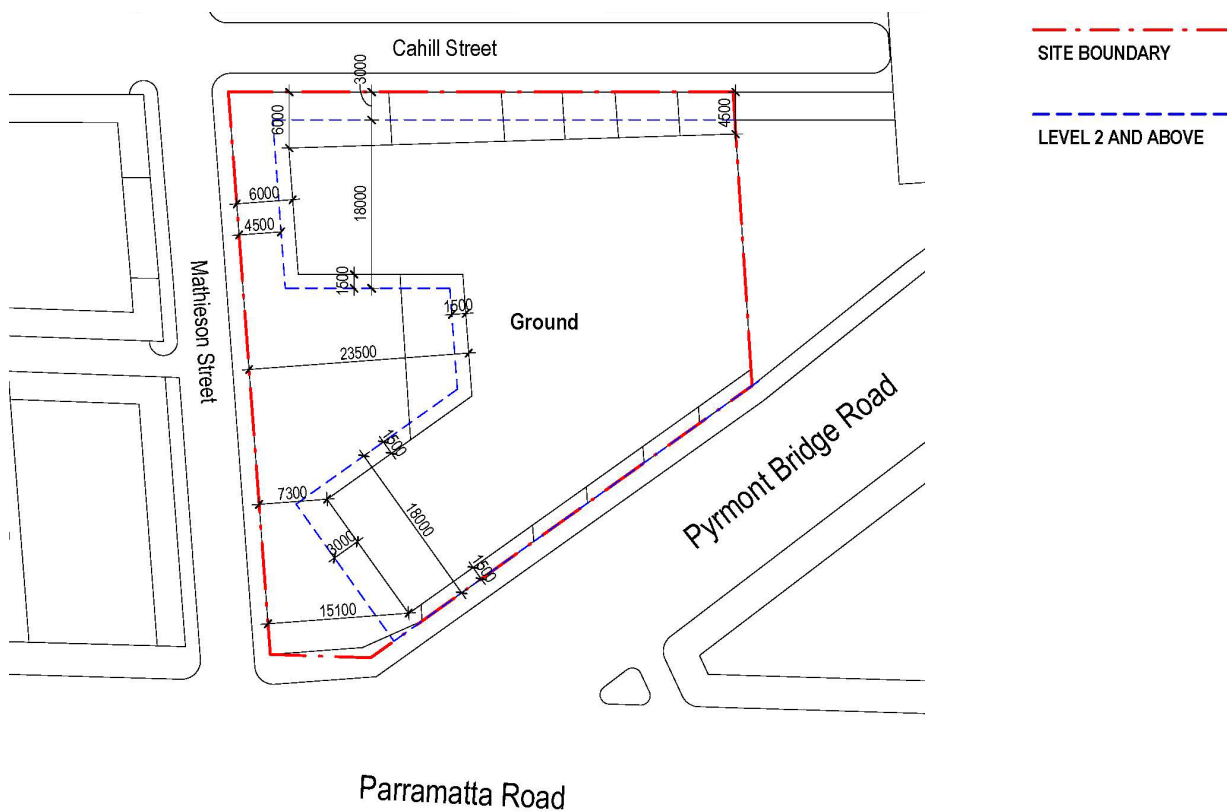 Cahill Street
3000
SITE BOUNDARY
6000
4500
LEVEL 2 AND ABOVE
6000
18000
4500
1500
Mathieson Street
1500
Ground
23500
Pyrmont Bridge Road
1500
7300
18000
3000
1500
15100
Parramatta Road